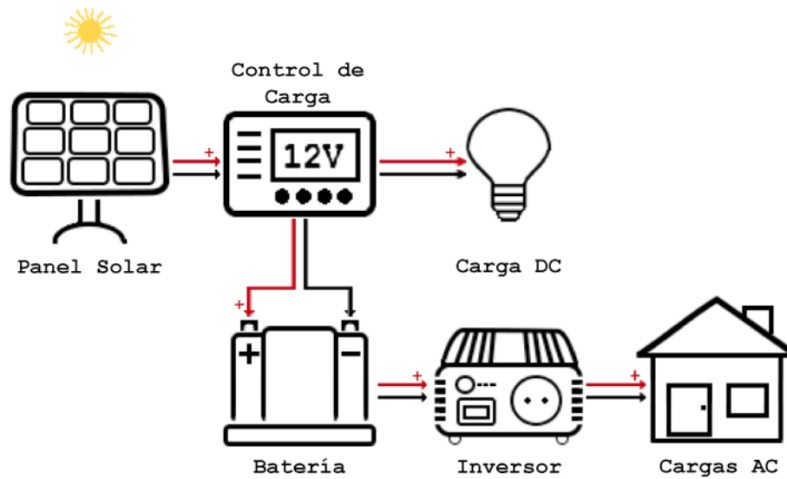 Control de
Carga
12V
+
+
Panel Solar
Carga DC
+
+
-
+
+
Batería
Inversor
Cargas AC